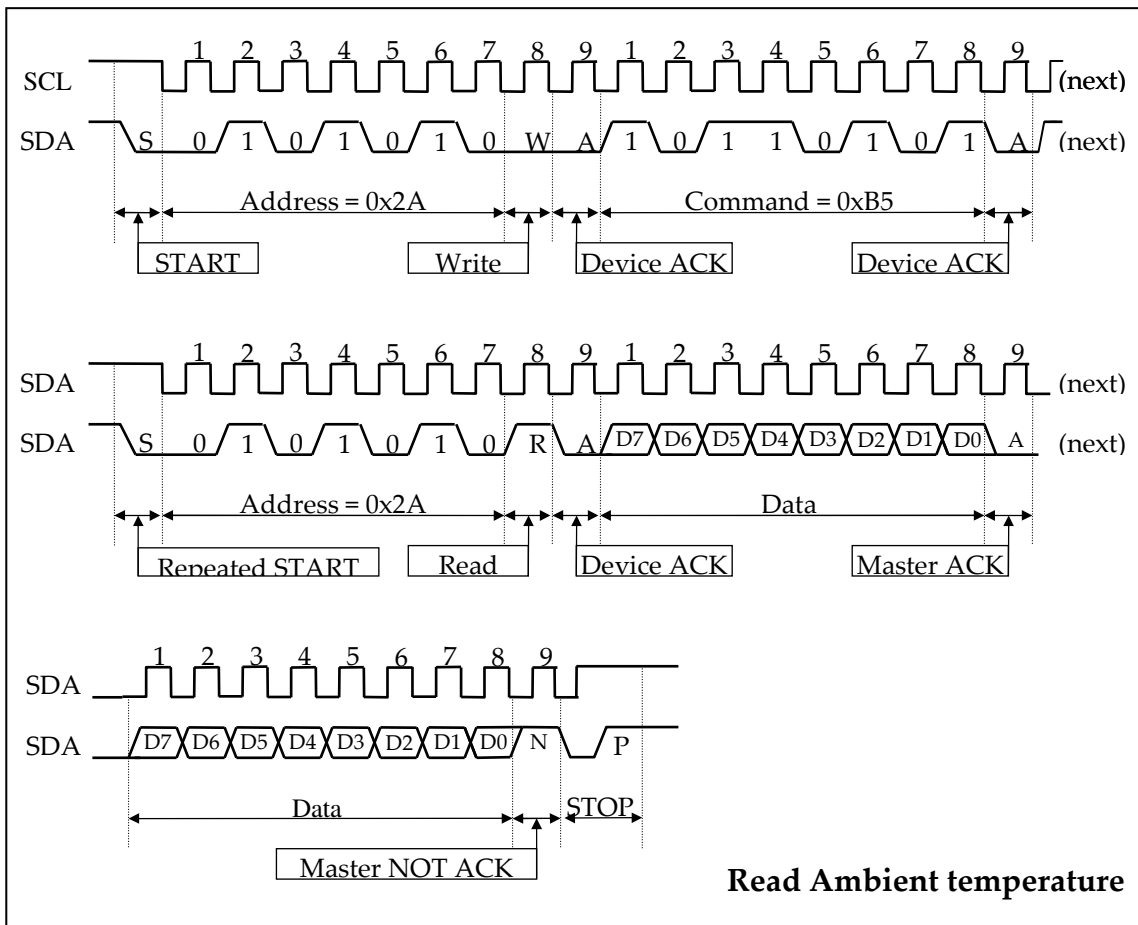 1 2 3 4 5 6 7 8 9 1 2 3 4 5 6 7 8 9
SCL (next)
SDA S 0 1 0 1 0 1 0 W A 1 0 1 1 0 1 0 1 A (next)
Address = 0x2A Command = 0xB5
START Write Device ACK Device ACK
1 2 3 4 5 6 7 8 9 1 2 3 4 5 6 7 8 9
SDA (next)
SDA S 0 1 0 1 0 1 0 R A D7 D6 D5 D4 D3 D2 D1 D0 A (next)
Address = 0x2A Data
Repeated START Read Device ACK Master ACK
1 2 3 4 5 6 7 8 9
SDA
SDA D7 D6 D5 D4 D3 D2 D1 D0 N P
Data STOP
Master NOT ACK
Read Ambient temperature